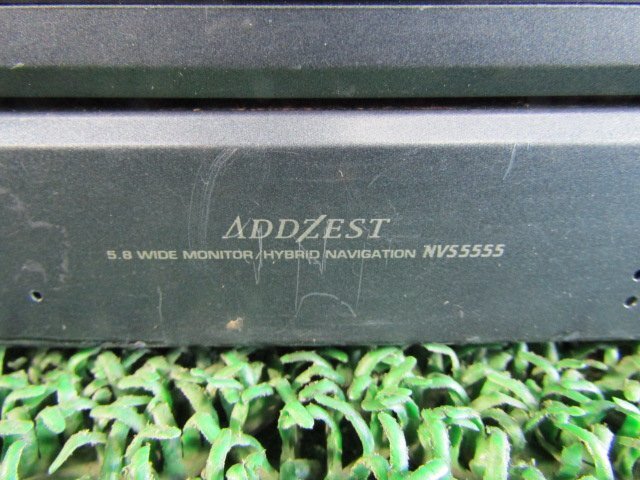 ADDZEST
5.8 WIDE MONITOR/HYBRID NAVIGATION NVS5555